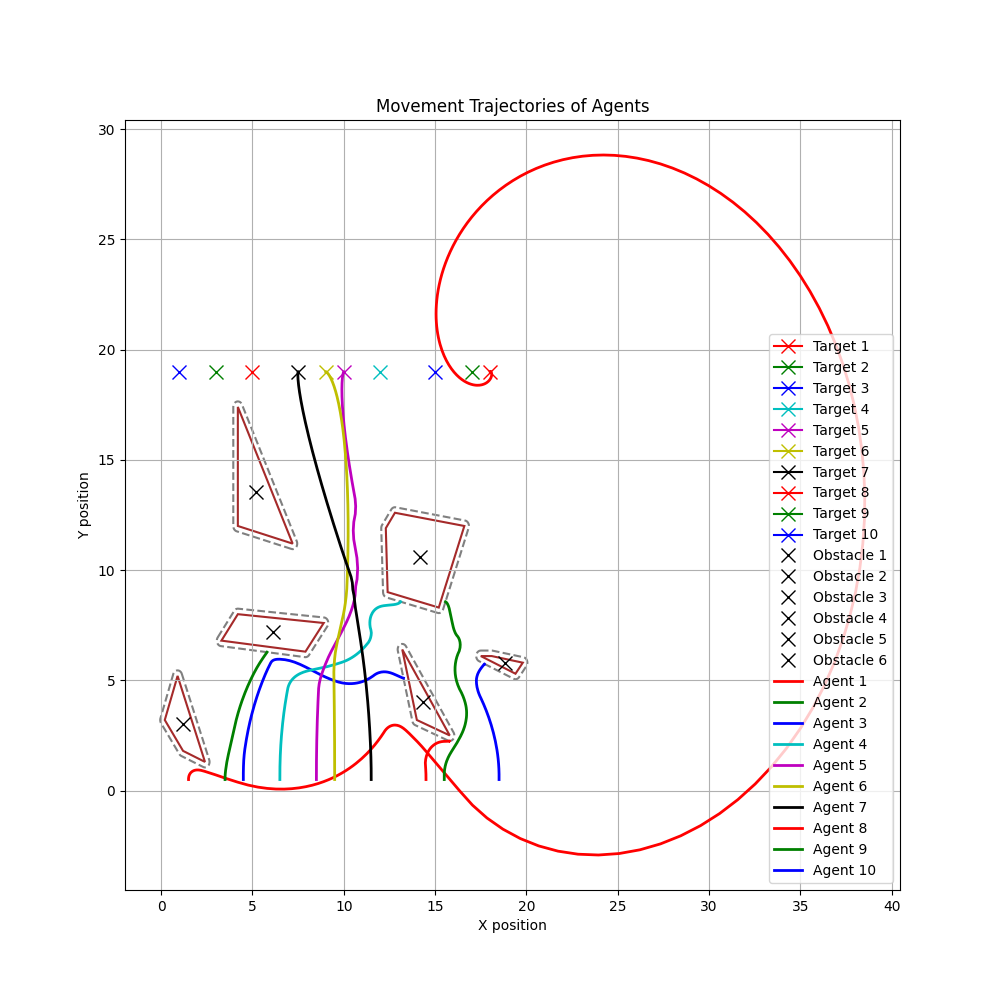 Movement Trajectories of Agents
Y position
30
25
20
15
10
5
0
0 5 10 15 20 25 30 35 40
X position
Target 1
Target 2
Target 3
Target 4
Target 5
Target 6
Target 7
Target 8
Target 9
Target 10
Obstacle 1
Obstacle 2
Obstacle 3
Obstacle 4
Obstacle 5
Obstacle 6
Agent 1
Agent 2
Agent 3
Agent 4
Agent 5
Agent 6
Agent 7
Agent 8
Agent 9
Agent 10